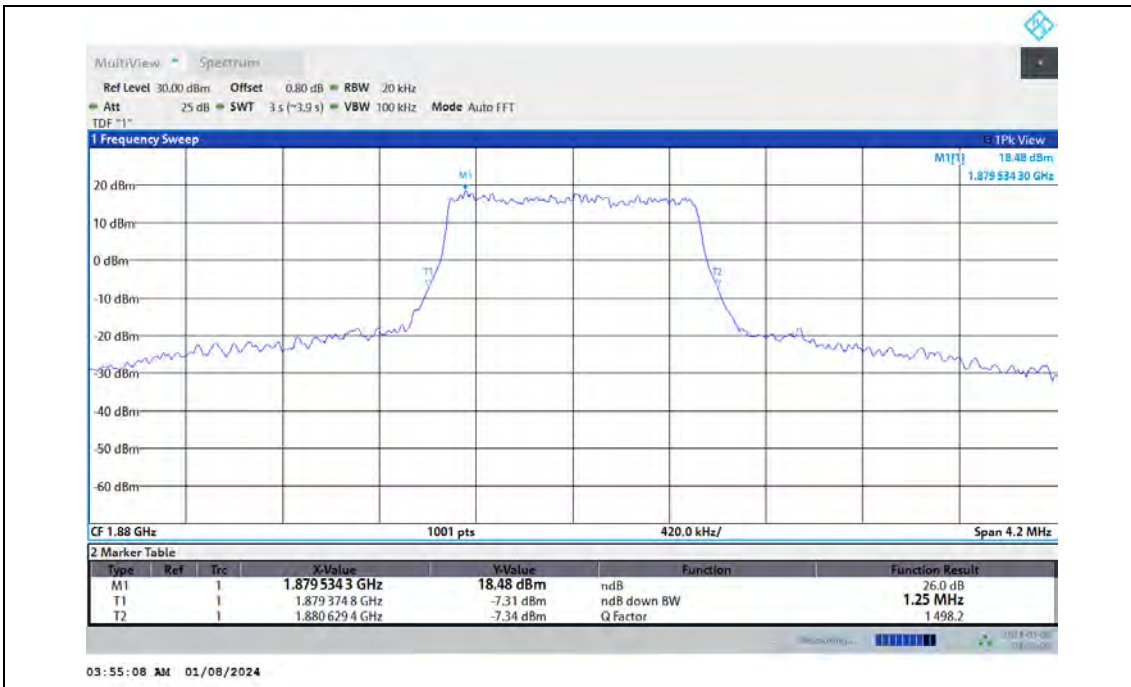 MultiView Spectrum
Ref Level 30.00 dBm Offset 0.80 dB RBW 20 kHz
Att 25 dB SWT 3 s (~3.9 s) VBW 100 kHz Mode Auto FFT
TDF "1"
1 Frequency Sweep 1Pk View
M1[1] 18.48 dBm
1.879 534 30 GHz
M1
20 dBm
10 dBm
0 dBm
T1 T2
-10 dBm
-20 dBm
-30 dBm
-40 dBm
-50 dBm
-60 dBm
CF 1.88 GHz 1001 pts 420.0 kHz/ Span 4.2 MHz
2 Marker Table
Type Ref Trc X-Value Y-Value Function Function Result
M1 1 1.879 534 3 GHz 18.48 dBm ndB 26.0 dB
T1 1 1.879 374 8 GHz -7.31 dBm ndB down BW 1.25 MHz
T2 1 1.880 629 4 GHz -7.34 dBm Q Factor 1 498.2
Measuring...
03:55:08 AM 01/08/2024